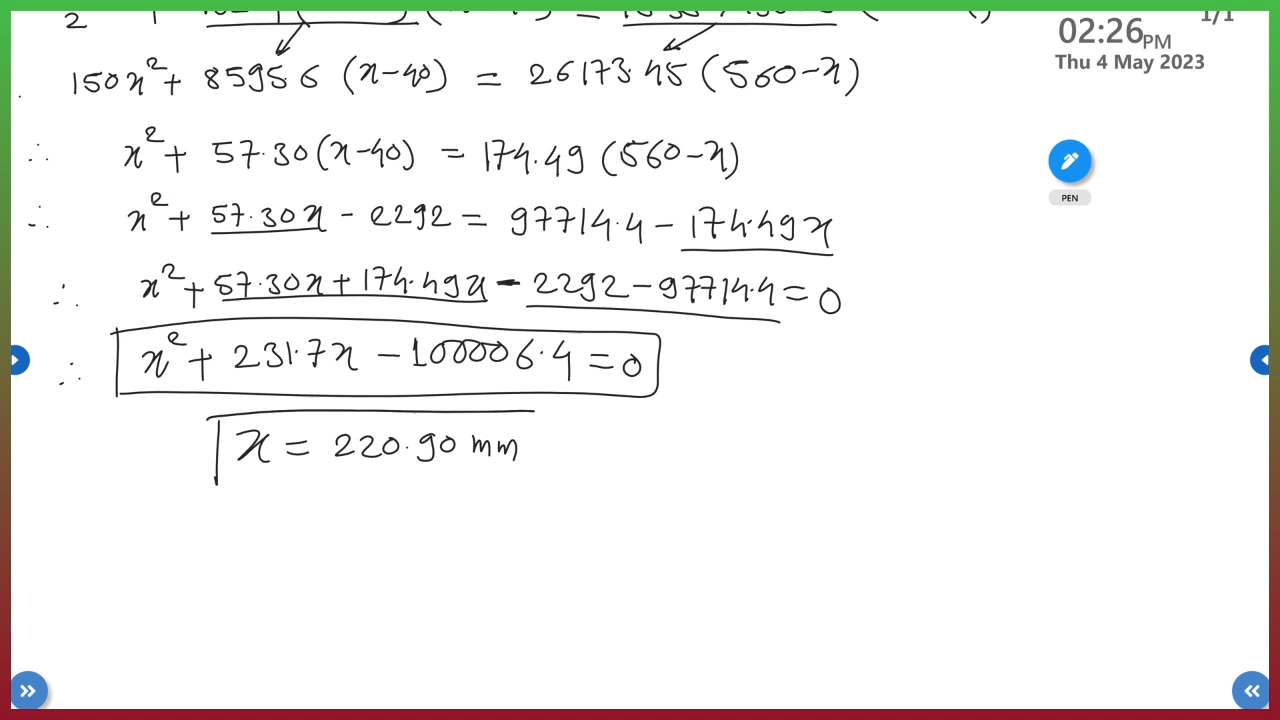 1/1
02:26PM
Thu 4 May 2023
150x² + 8595.6 (x-40) = 26173.45 (560-x)
∴ x² + 57.30 (x-40) = 174.49 (560-x)
PEN
∴ x² + 57.30x - 2292 = 97714.4 - 174.49x
∴ x² + 57.30x + 174.49x - 2292 - 97714.4 = 0
∴ x² + 231.7x - 100006.4 = 0
x = 220.90 mm